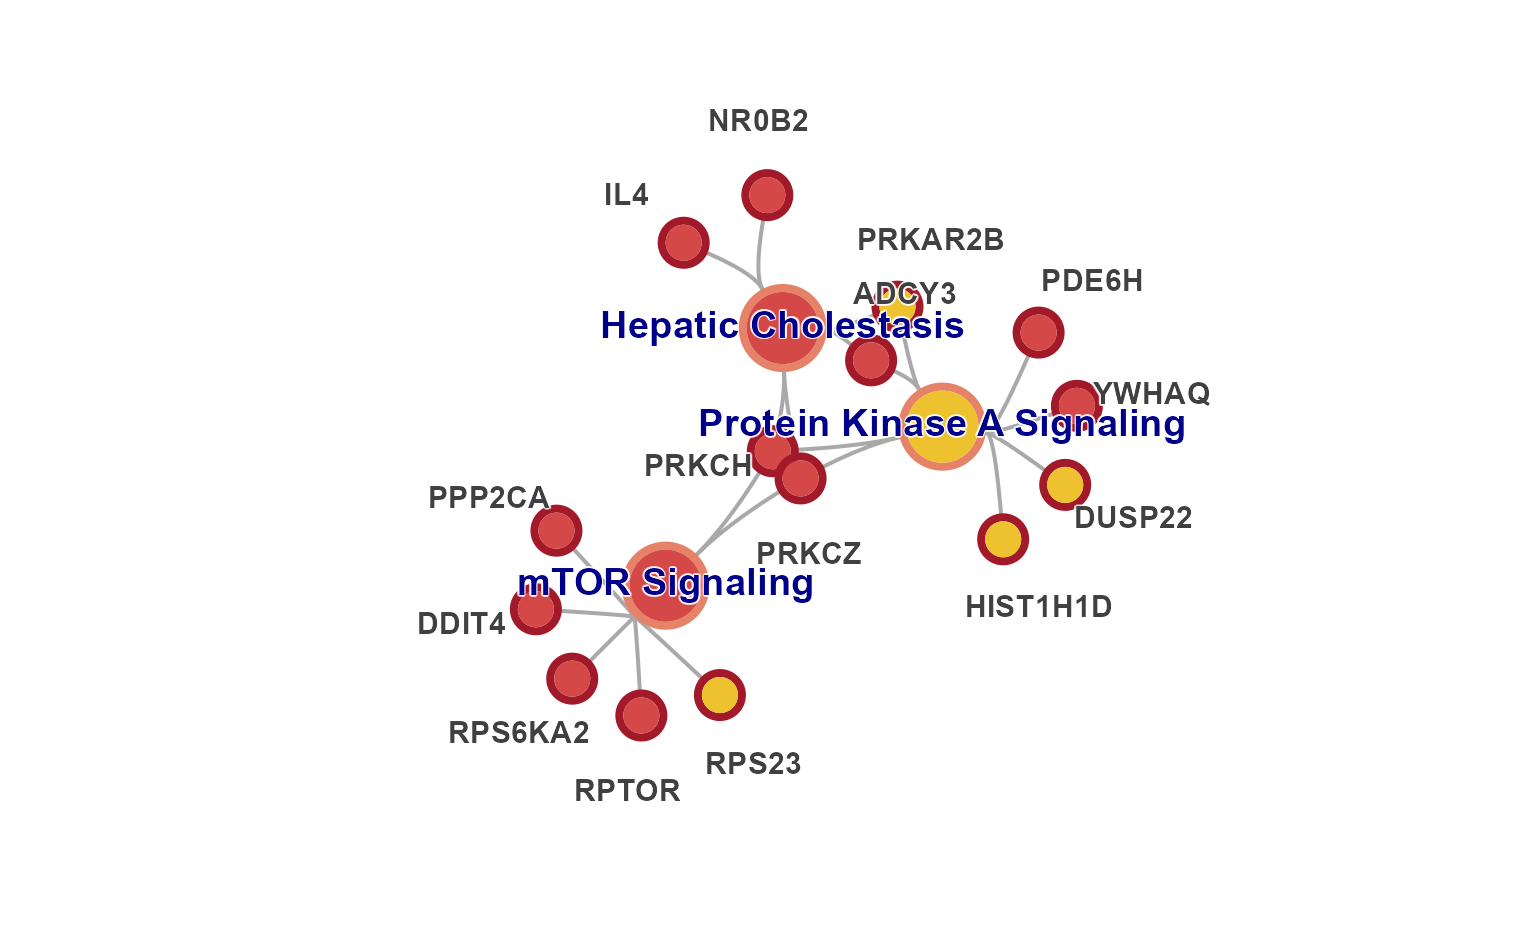 NR0B2
IL4
PRKAR2B
PDE6H
ADCY3
Hepatic Cholestasis
YWHAQ
Protein Kinase A Signaling
PRKCH
PPP2CA
DUSP22
PRKCZ
mTOR Signaling
HIST1H1D
DDIT4
RPS6KA2
RPS23
RPTOR